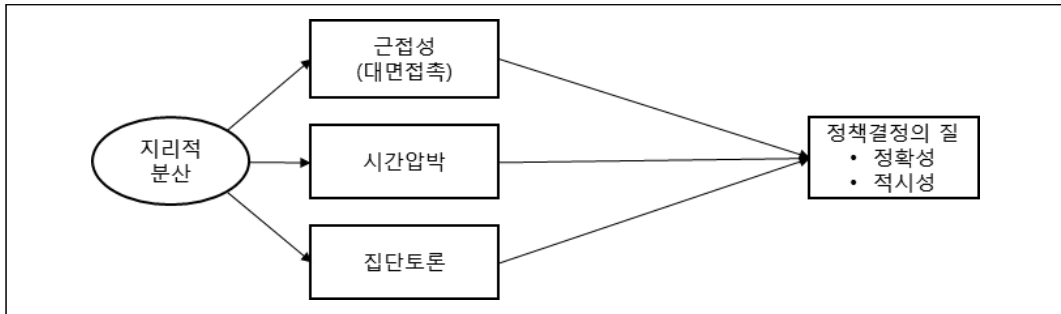 근접성
(대면접촉)
지리적
분산
시간압박
집단토론
정책결정의 질
• 정확성
• 적시성